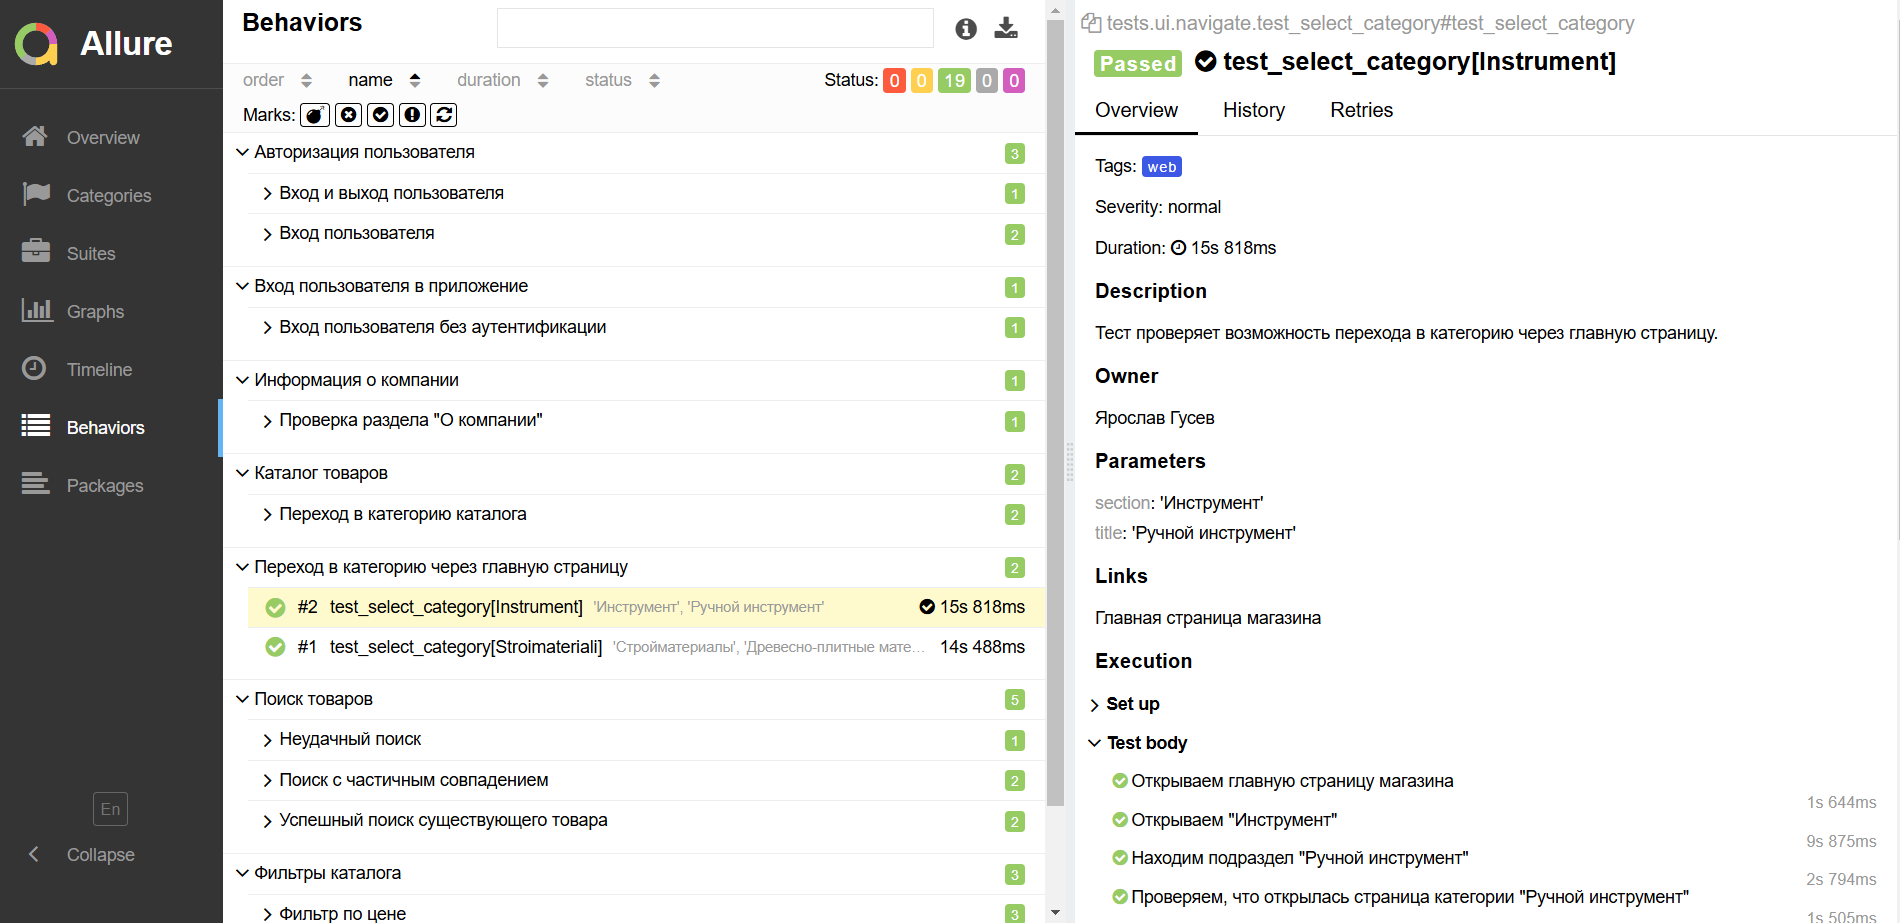 Allure
Overview
Categories
Suites
Graphs
Timeline
Behaviors
Packages
En
Collapse
Behaviors
order name duration status Status: 0 0 19 0 0
Marks:
Авторизация пользователя 3
Вход и выход пользователя 1
Вход пользователя 2
Вход пользователя в приложение 1
Вход пользователя без аутентификации 1
Информация о компании 1
Проверка раздела "О компании" 1
Каталог товаров 2
Переход в категорию каталога 2
Переход в категорию через главную страницу 2
#2 test_select_category[Instrument] 'Инструмент', 'Ручной инструмент' 15s 818ms
#1 test_select_category[Stroimateriali] 'Стройматериалы', 'Древесно-плитные мате... 14s 488ms
Поиск товаров 5
Неудачный поиск 1
Поиск с частичным совпадением 2
Успешный поиск существующего товара 2
Фильтры каталога 3
Фильтр по цене 3
tests.ui.navigate.test_select_category#test_select_category
Passed test_select_category[Instrument]
Overview History Retries
Tags: web
Severity: normal
Duration: 15s 818ms
Description
Тест проверяет возможность перехода в категорию через главную страницу.
Owner
Ярослав Гусев
Parameters
section: 'Инструмент'
title: 'Ручной инструмент'
Links
Главная страница магазина
Execution
Set up
Test body
Открываем главную страницу магазина
1s 644ms
Открываем "Инструмент"
9s 875ms
Находим подраздел "Ручной инструмент"
2s 794ms
Проверяем, что открылась страница категории "Ручной инструмент"
1s 505ms